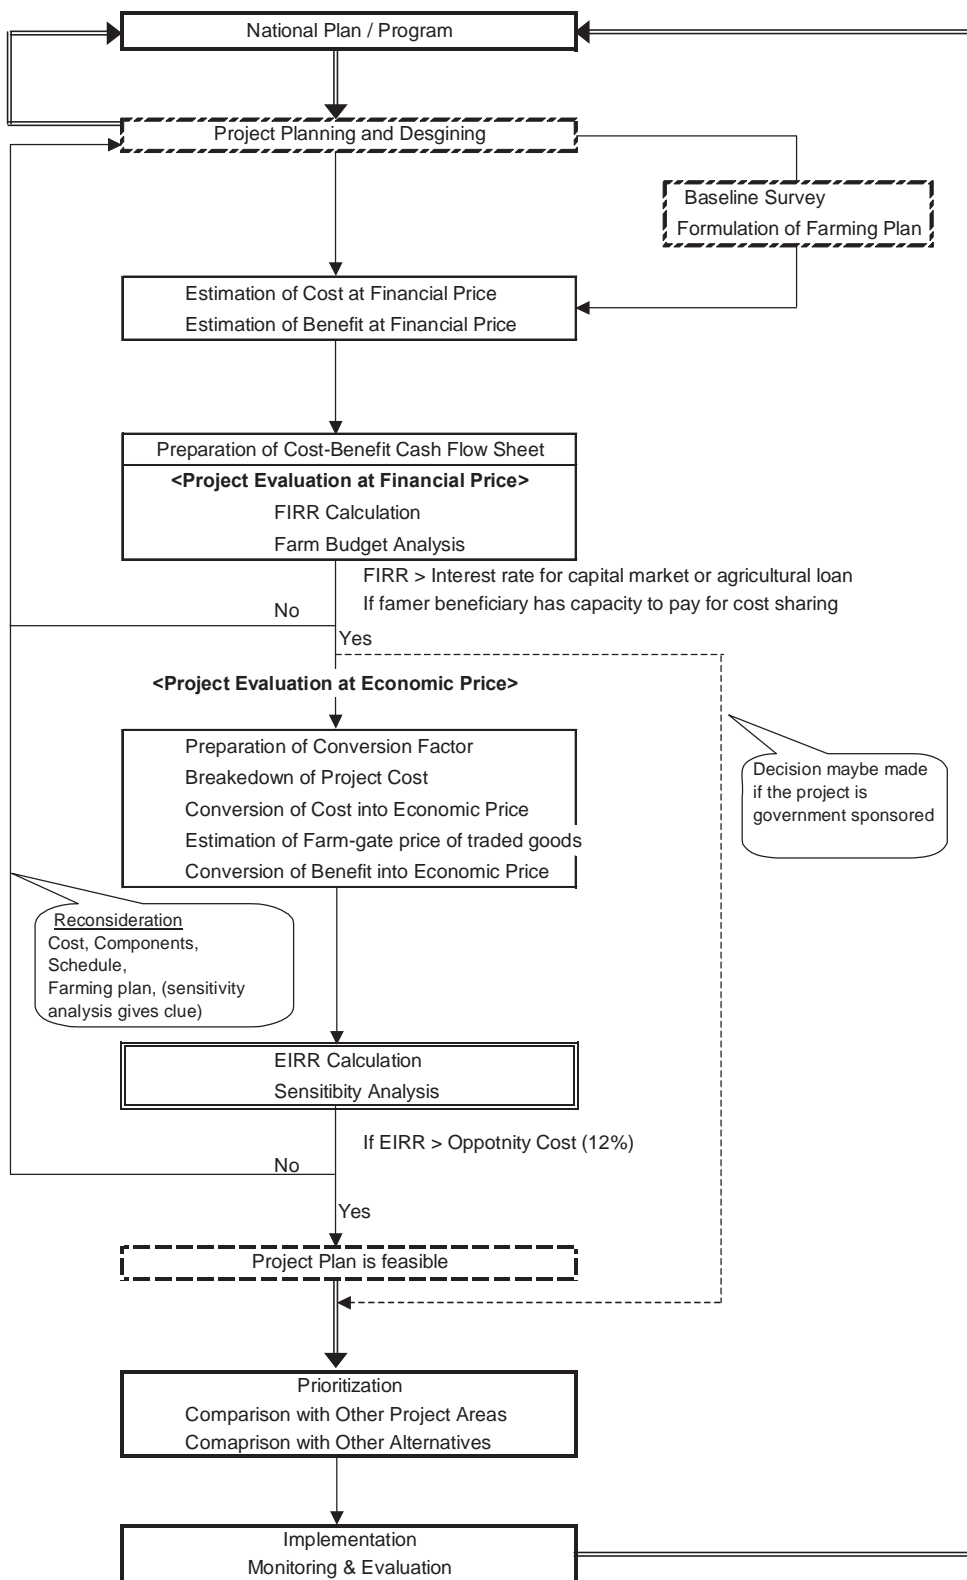 National Plan / Program
Project Planning and Desgining
Baseline Survey
Formulation of Farming Plan
Estimation of Cost at Financial Price
Estimation of Benefit at Financial Price
Preparation of Cost-Benefit Cash Flow Sheet
<Project Evaluation at Financial Price>
FIRR Calculation
Farm Budget Analysis
FIRR > Interest rate for capital market or agricultural loan
If famer beneficiary has capacity to pay for cost sharing
No
Yes
<Project Evaluation at Economic Price>
Preparation of Conversion Factor
Breakedown of Project Cost
Conversion of Cost into Economic Price
Estimation of Farm-gate price of traded goods
Conversion of Benefit into Economic Price
Decision maybe made
if the project is
government sponsored
Reconsideration
Cost, Components,
Schedule,
Farming plan, (sensitivity
analysis gives clue)
EIRR Calculation
Sensitibity Analysis
If EIRR > Oppotnity Cost (12%)
No
Yes
Project Plan is feasible
Prioritization
Comparison with Other Project Areas
Comaprison with Other Alternatives
Implementation
Monitoring & Evaluation